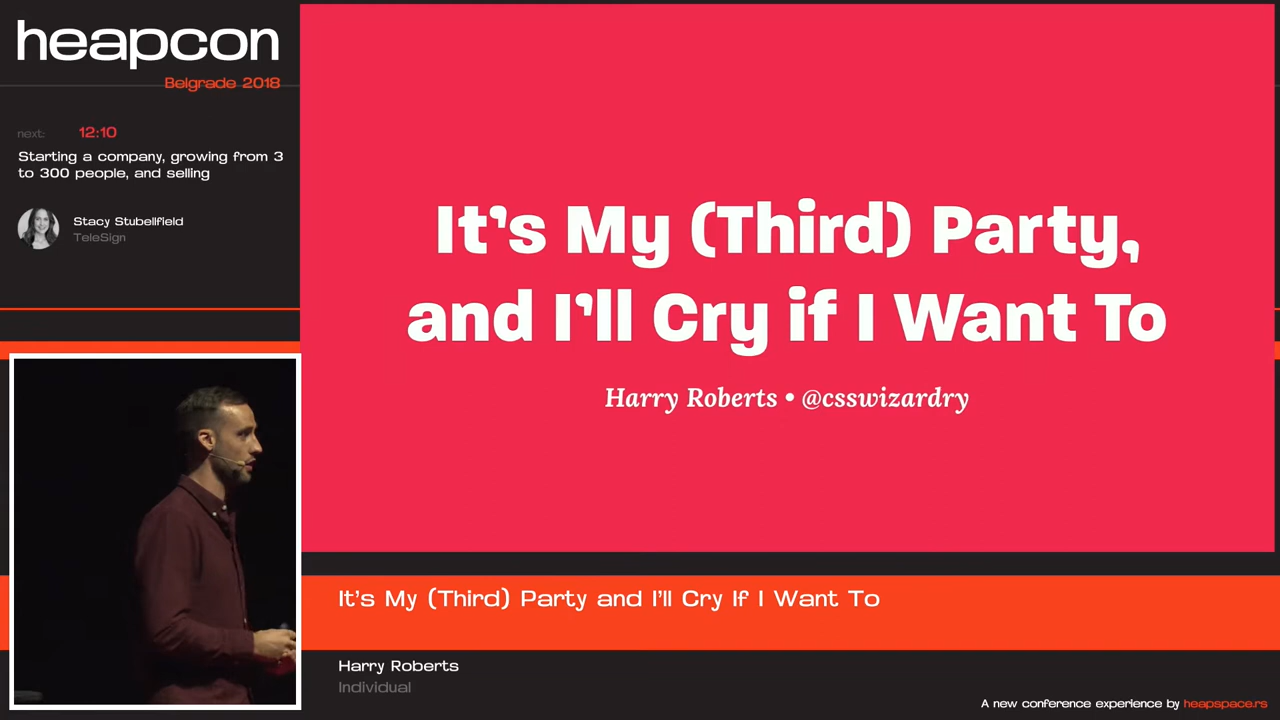 heapcon
Belgrade 2018
next: 12:10
Starting a company, growing from 3
to 300 people, and selling
Stacy Stubellfield
TeleSign
It's My (Third) Party,
and I'll Cry if I Want To
Harry Roberts • @csswizardry
It's My (Third) Party and I'll Cry If I Want To
Harry Roberts
Individual
A new conference experience by heapspace.rs